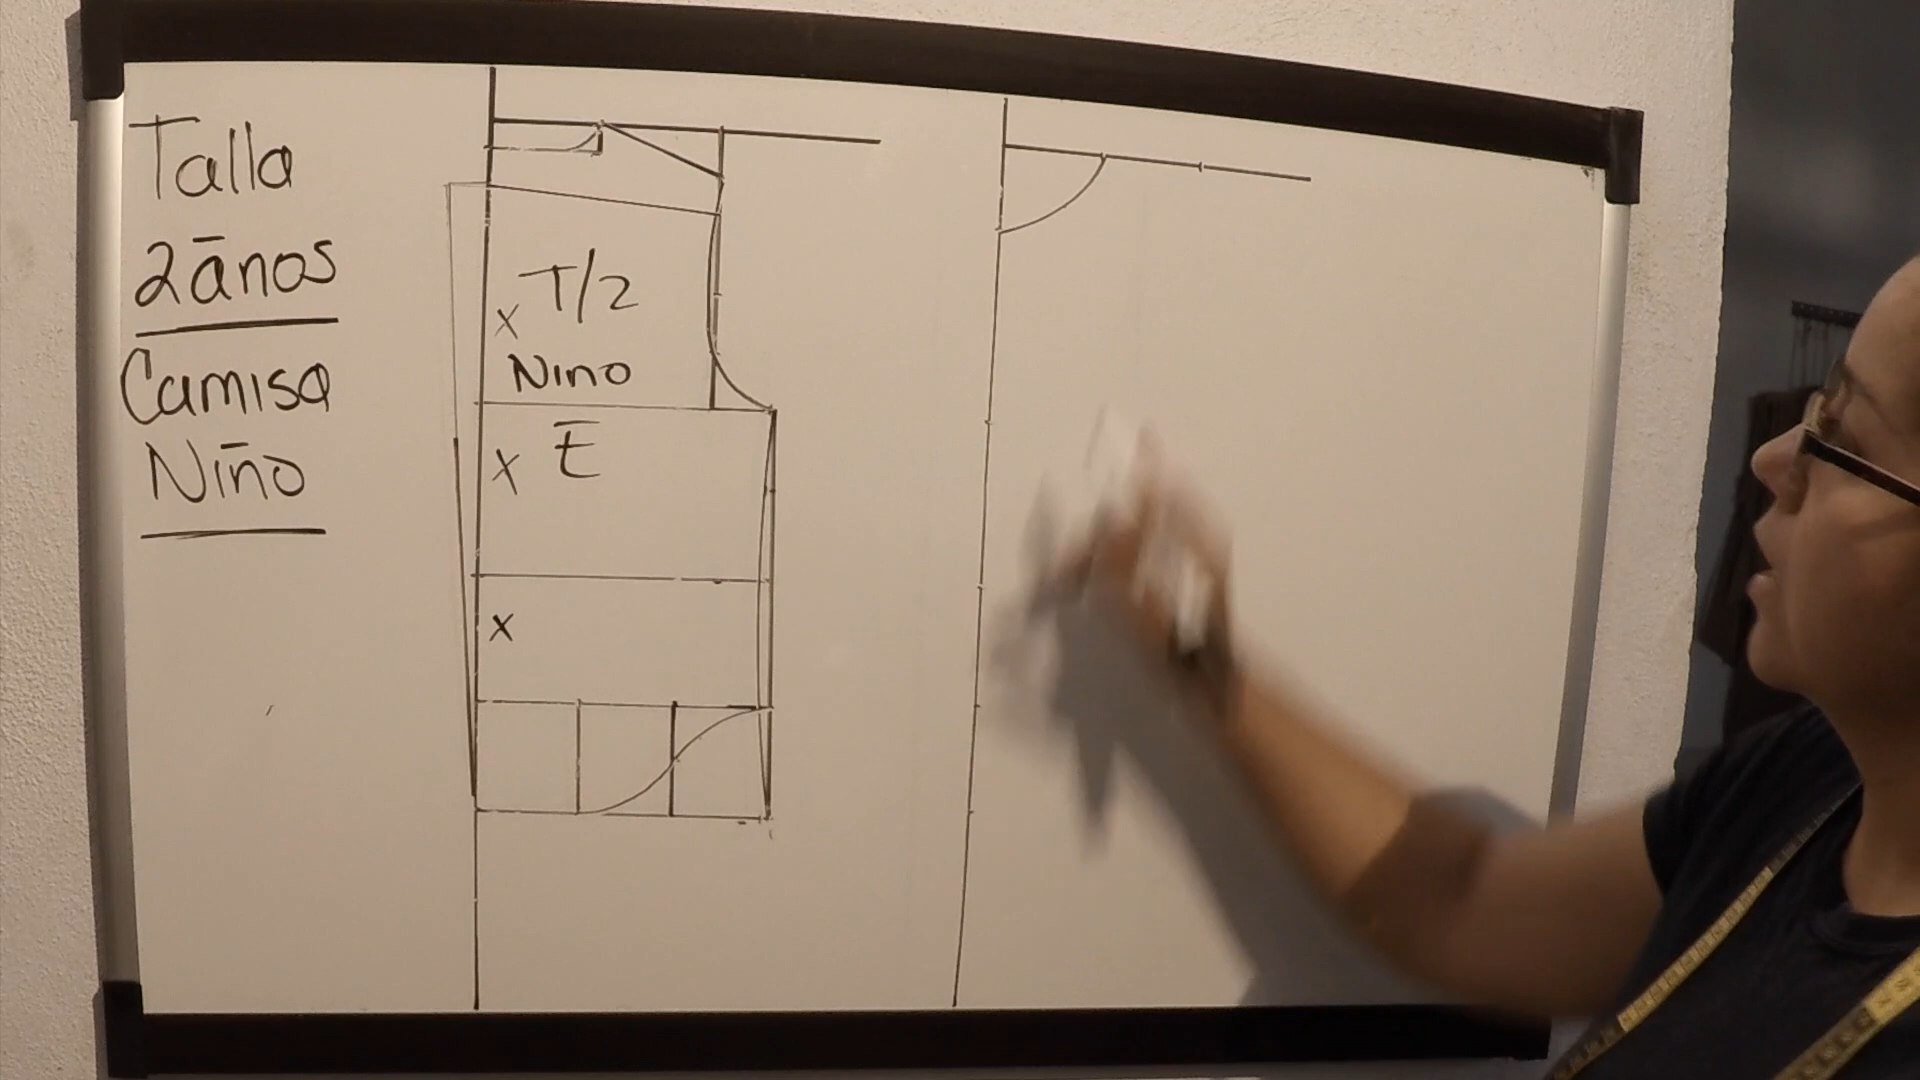 Talla
2 años
Camisa
Niño
x T/2
Nino
x E
x